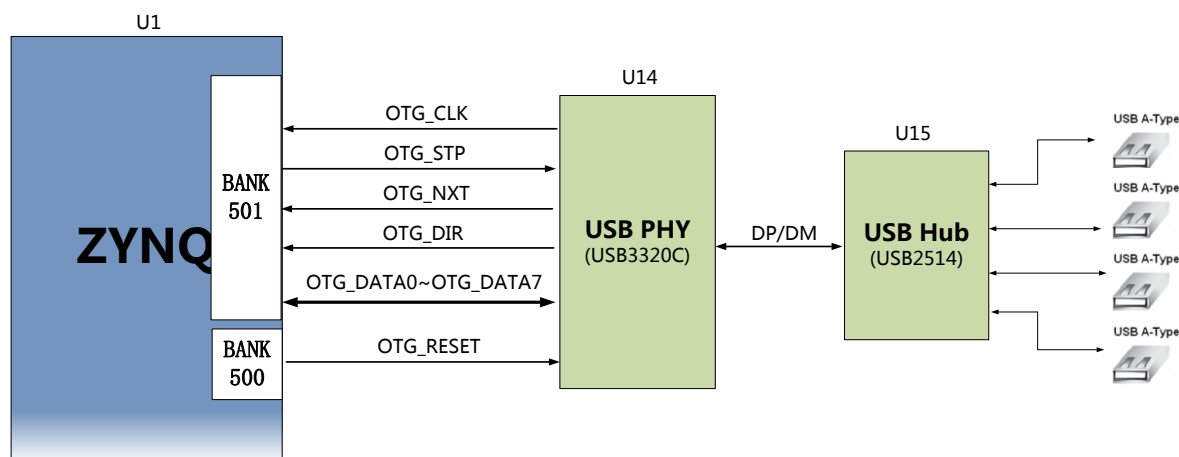 U1
ZYNQ
BANK
501
BANK
500
OTG_CLK
OTG_STP
OTG_NXT
OTG_DIR
OTG_DATA0~OTG_DATA7
OTG_RESET
U14
USB PHY
(USB3320C)
DP/DM
U15
USB Hub
(USB2514)
USB A-Type
USB A-Type
USB A-Type
USB A-Type